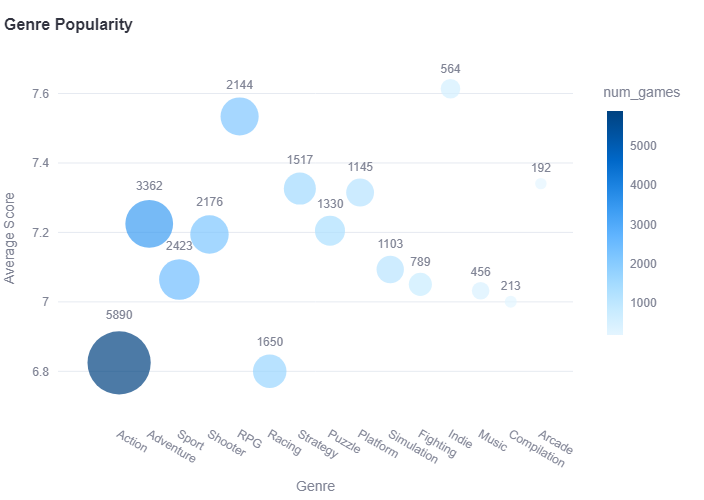 Genre Popularity
564
2144
7.6
num_games
5000
1517
1145
7.4
192
4000
3362
1330
2176
3000
7.2
2423
Average Score
1103
789
2000
456
213
7
1000
5890
1650
6.8
Action
Adventure
Sport
Shooter
RPG
Racing
Strategy
Puzzle
Platform
Simulation
Fighting
Indie
Music
Compilation
Arcade
Genre